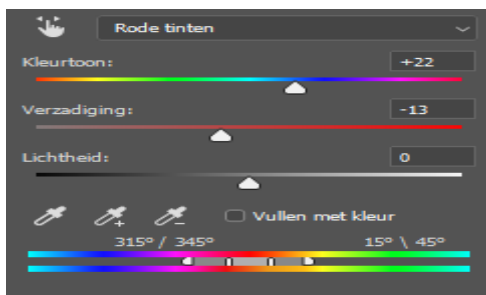 Rode tinten
Kleurtoon: +22
Verzadiging: -13
Lichtheid: 0
Vullen met kleur
315° / 345° 15° \ 45°